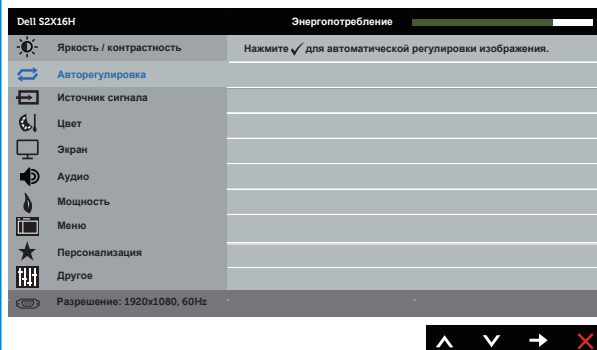 Dell S2X16H Энергопотребление
Яркость / контрастность Нажмите ✓ для автоматической регулировки изображения.
Авторегулировка
Источник сигнала
Цвет
Экран
Аудио
Мощность
Меню
Персонализация
Другое
Разрешение: 1920x1080, 60Hz